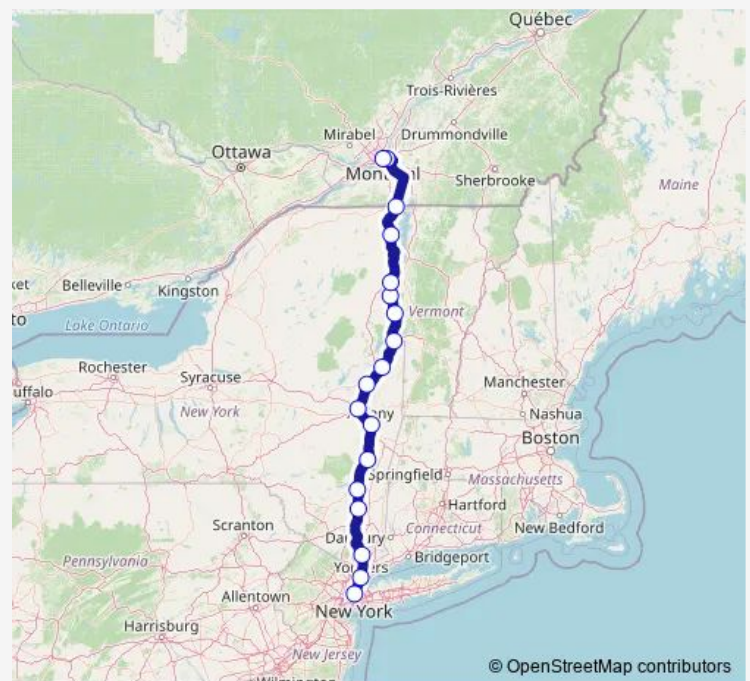 Québec
Trois-Rivières
Mirabel
Drummondville
Ottawa
Sherbrooke
Maine
ket
Belleville
Kingston
to
Lake Ontario
Vermont
Rochester
Syracuse
Manchester
uffalo
New York
Nashua
Boston
Springfield
Massachusetts
Hartford
Scranton
Connecticut
New Bedford
Bridgeport
Pennsylvania
Allentown
New York
Harrisburg
New Jersey
© OpenStreetMap contributors